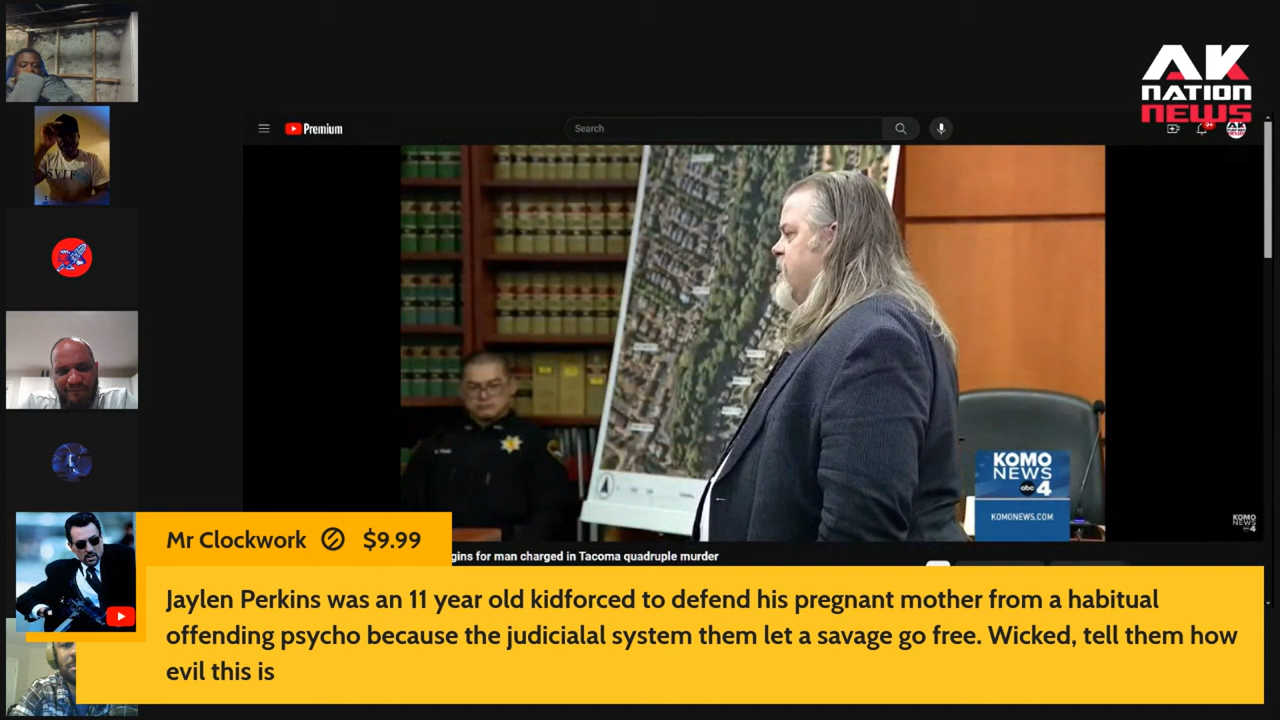 AK
NATION
NEWS
Premium
Search
9+
SVTF
KOMO
NEWS
abc 4
KOMONEWS.COM
KOMO
NEWS
4
gins for man charged in Tacoma quadruple murder
Mr Clockwork $9.99
Jaylen Perkins was an 11 year old kidforced to defend his pregnant mother from a habitual
offending psycho because the judicialal system them let a savage go free. Wicked, tell them how
evil this is